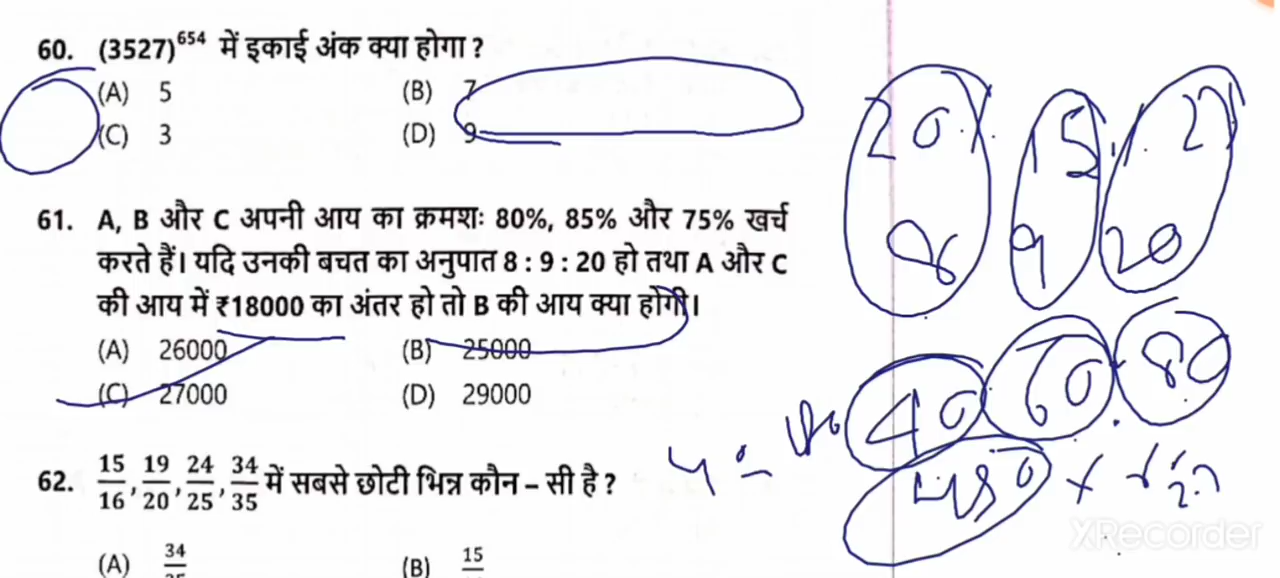 60. (3527)⁶⁵⁴ में इकाई अंक क्या होगा ?
(A) 5 (B) 7
(C) 3 (D) 9
61. A, B और C अपनी आय का क्रमशः 80%, 85% और 75% खर्च
करते हैं। यदि उनकी बचत का अनुपात 8 : 9 : 20 हो तथा A और C
की आय में ₹18000 का अंतर हो तो B की आय क्या होगी।
(A) 26000 (B) 25000
(C) 27000 (D) 29000
62. 15/16, 19/20, 24/25, 34/35 में सबसे छोटी भिन्न कौन – सी है ?
(A) 34 (B) 15
20% 15%
8 9 20
40 60 80
XRecorder